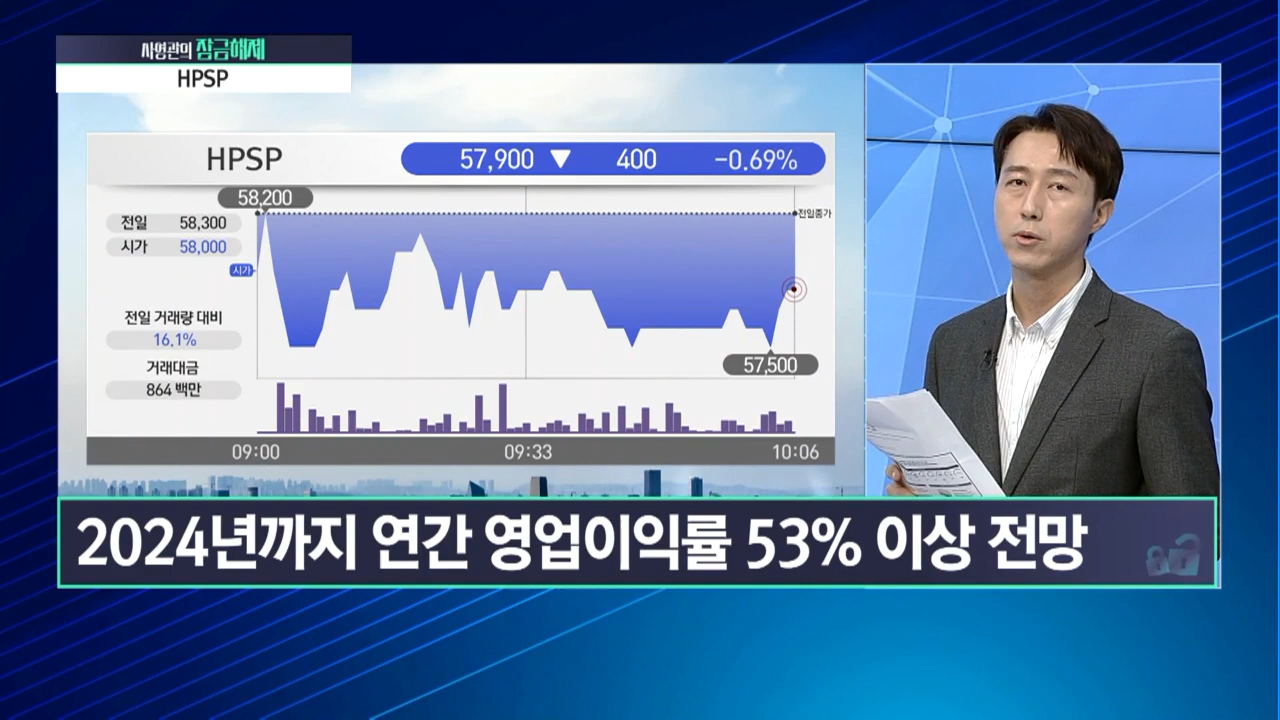 사영관의 잠금해제
HPSP
HPSP 57,900 ▼ 400 -0.69%
58,200
전일 58,300
전일종가
시가 58,000
시가
전일 거래량 대비
16.1%
거래대금
57,500
864 백만
09:00 09:33 10:06
2024년까지 연간 영업이익률 53% 이상 전망